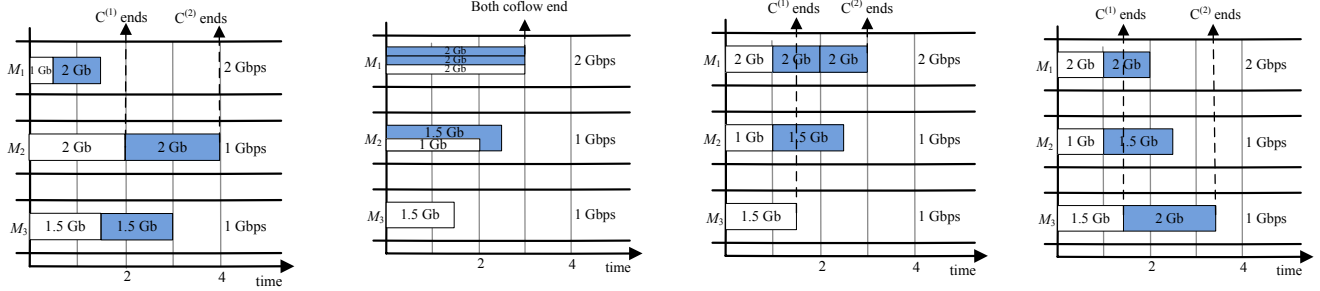 C(1) ends C(2) ends
M1 1 Gb 2 Gb 2 Gbps
M2 2 Gb 2 Gb 1 Gbps
M3 1.5 Gb 1.5 Gb 1 Gbps
2 4 time
Both coflow end
2 Gb
2 Gb
M1 2 Gb 2 Gbps
1.5 Gb
M2 1 Gb 1 Gbps
M3 1.5 Gb 1 Gbps
2 4 time
C(1) ends C(2) ends
M1 2 Gb 2 Gb 2 Gb 2 Gbps
M2 1 Gb 1.5 Gb 1 Gbps
M3 1.5 Gb 1 Gbps
2 4 time
C(1) ends C(2) ends
M1 2 Gb 2 Gb 2 Gbps
M2 1 Gb 1.5 Gb 1 Gbps
M3 1.5 Gb 2 Gb 1 Gbps
2 4 time